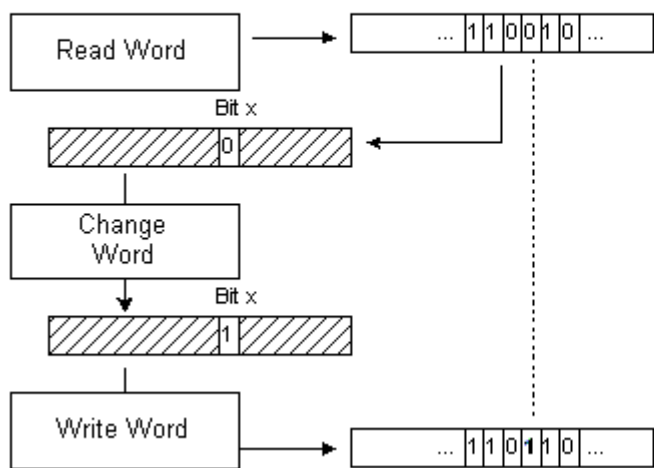 Read Word
... 1 1 0 0 1 0 ...
Bit x
0
Change
Word
Bit x
1
Write Word
... 1 1 0 1 1 0 ...